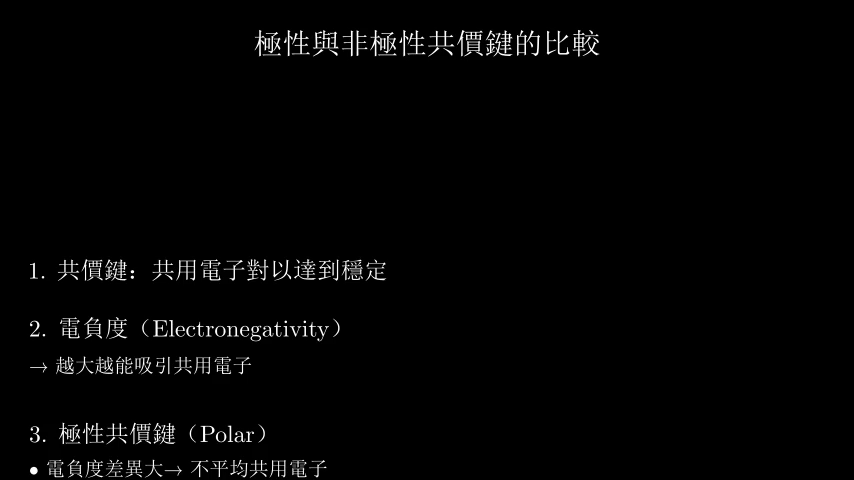 極性與非極性共價鍵的比較
1. 共價鍵：共用電子對以達到穩定
2. 電負度（Electronegativity）
→ 越大越能吸引共用電子
3. 極性共價鍵（Polar）
• 電負度差異大→ 不平均共用電子